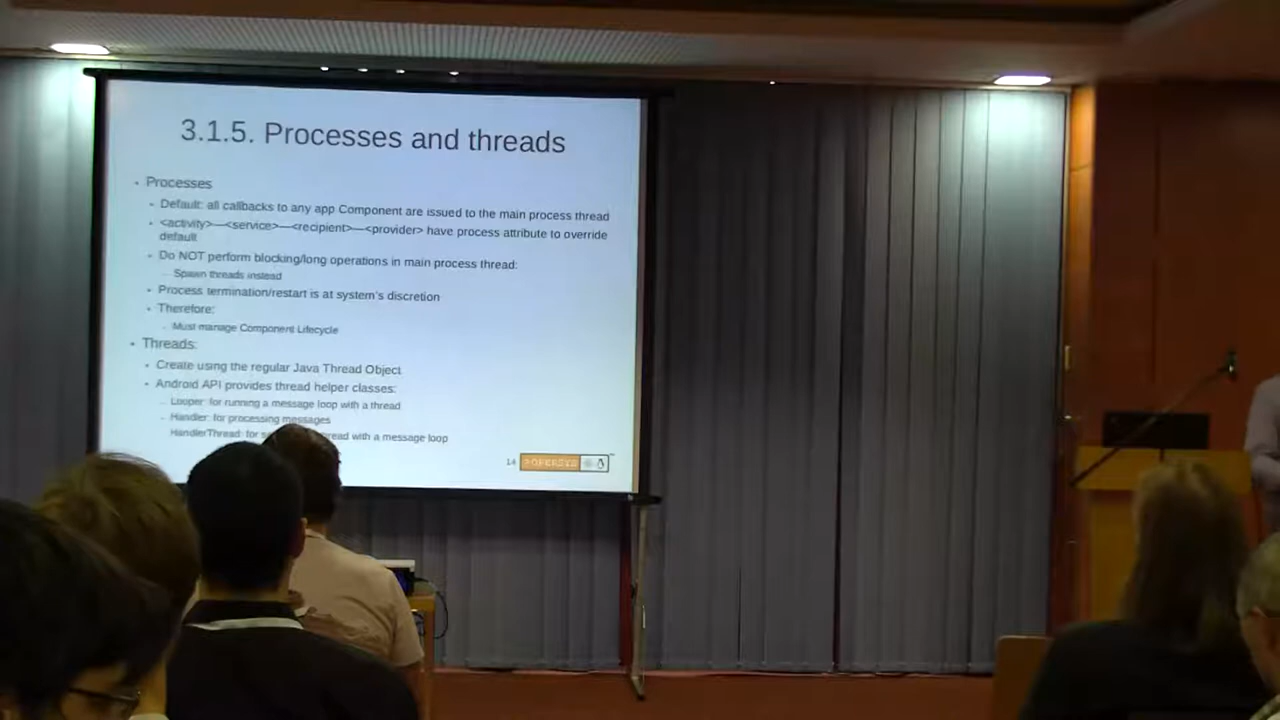 3.1.5. Processes and threads
Processes
Default: all callbacks to any app Component are issued to the main process thread
<activity>—<service>—<recipient>—<provider> have process attribute to override
default
Do NOT perform blocking/long operations in main process thread:
Spawn threads instead
Process termination/restart is at system's discretion
Therefore:
Must manage Component Lifecycle
Threads:
Create using the regular Java Thread Object
Android API provides thread helper classes:
Looper: for running a message loop with a thread
Handler: for processing messages
HandlerThread: for with a message loop
14 OPERSYS